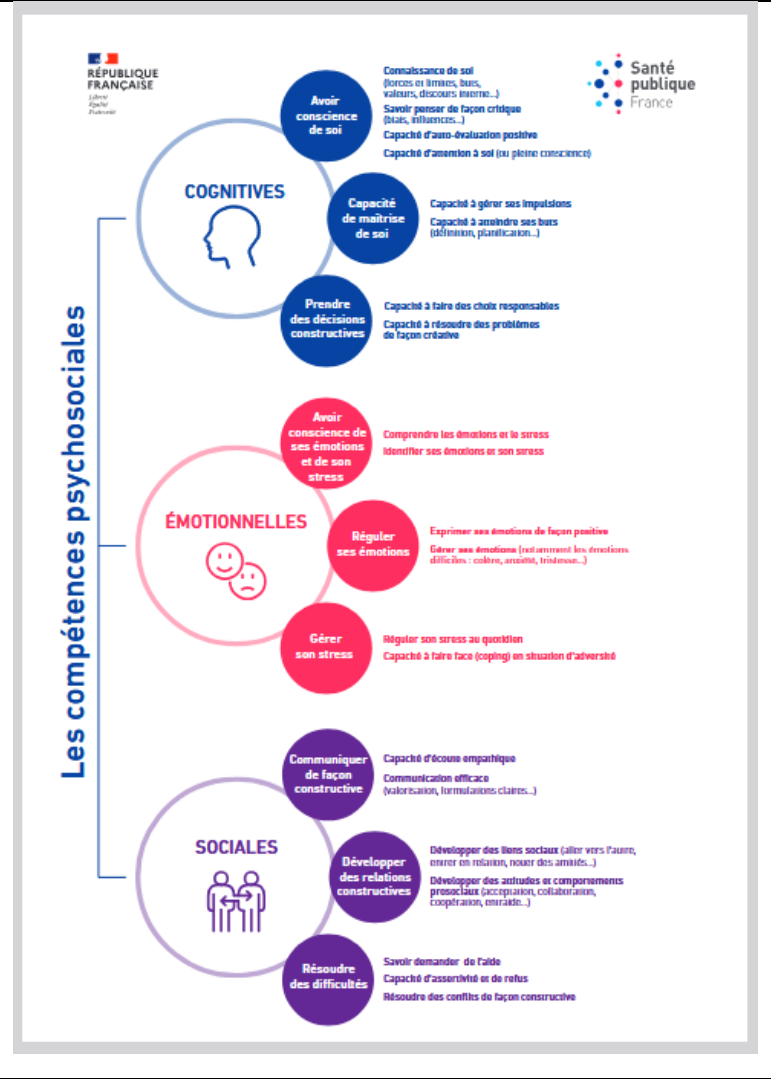 RÉPUBLIQUE
FRANÇAISE
Liberté
Égalité
Fraternité
Santé
publique
France
Les compétences psychosociales
COGNITIVES
Avoir
conscience
de soi
Connaissance de soi
(forces et limites, buts,
valeurs, discours interne...)
Savoir penser de façon critique
(biais, influences...)
Capacité d'auto-évaluation positive
Capacité d'attention à soi (ou pleine conscience)
Capacité
de maîtrise
de soi
Capacité à gérer ses impulsions
Capacité à atteindre ses buts
(définition, planification...)
Prendre
des décisions
constructives
Capacité à faire des choix responsables
Capacité à résoudre des problèmes
de façon créative
ÉMOTIONNELLES
Avoir
conscience de
ses émotions
et de son
stress
Comprendre les émotions et le stress
Identifier ses émotions et son stress
Réguler
ses émotions
Exprimer ses émotions de façon positive
Gérer ses émotions (notamment les émotions
difficiles : colère, anxiété, tristesse...)
Gérer
son stress
Réguler son stress au quotidien
Capacité à faire face (coping) en situation d'adversité
SOCIALES
Communiquer
de façon
constructive
Capacité d'écoute empathique
Communication efficace
(valorisation, formulations claires...)
Développer
des relations
constructives
Développer des liens sociaux (aller vers l'autre,
entrer en relation, nouer des amitiés...)
Développer des attitudes et comportements
prosociaux (acceptation, collaboration,
coopération, entraide...)
Résoudre
des difficultés
Savoir demander de l'aide
Capacité d'assertivité et de refus
Résoudre des conflits de façon constructive